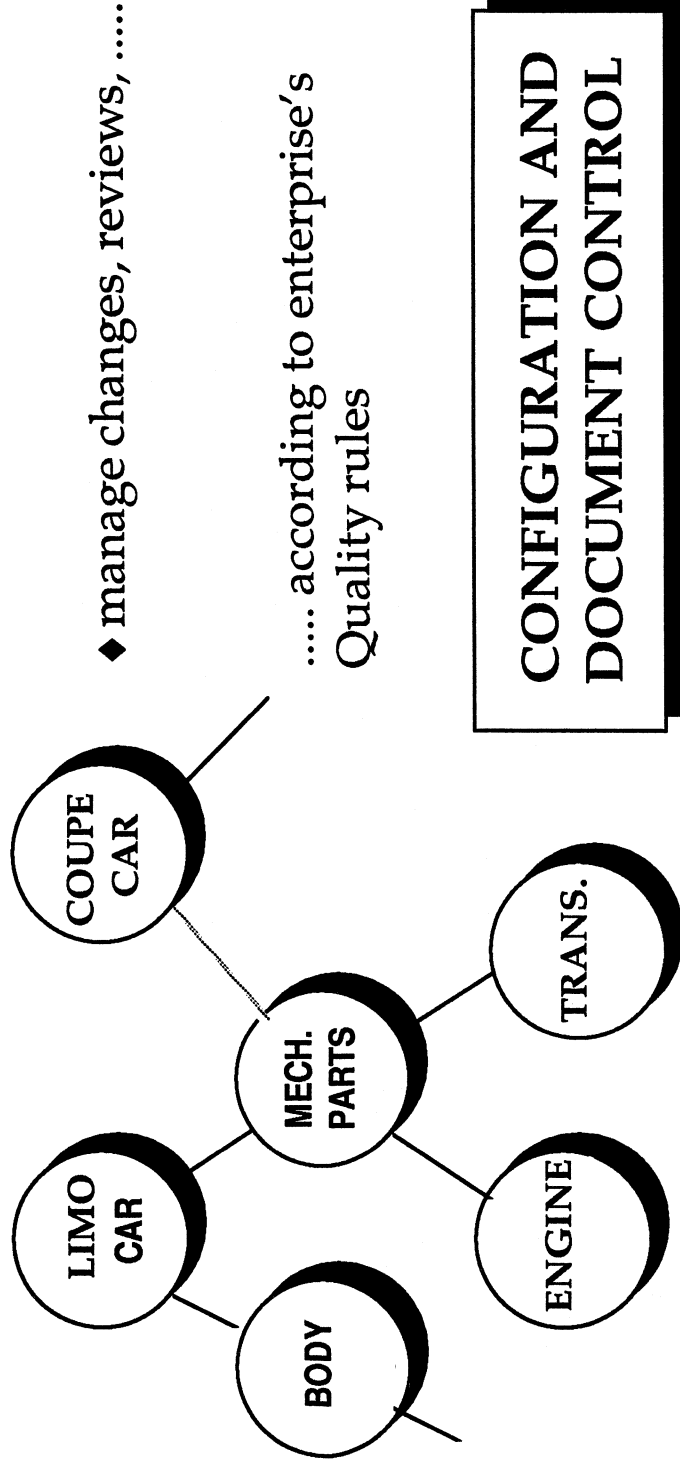 LIMO
CAR
COUPE
CAR
BODY
MECH.
PARTS
ENGINE
TRANS.
♦ manage changes, reviews, .....
...... according to enterprise's
Quality rules
CONFIGURATION AND
DOCUMENT CONTROL